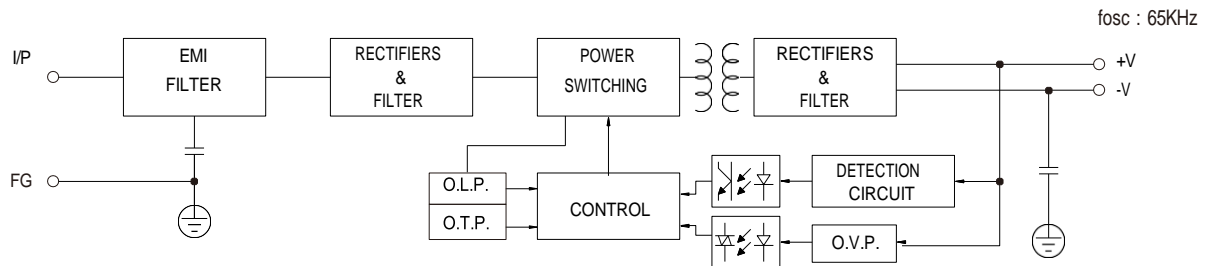 fosc : 65KHz
I/P
EMI
FILTER
RECTIFIERS
&
FILTER
POWER
SWITCHING
RECTIFIERS
&
FILTER
+V
-V
FG
O.L.P.
O.T.P.
CONTROL
DETECTION
CIRCUIT
O.V.P.